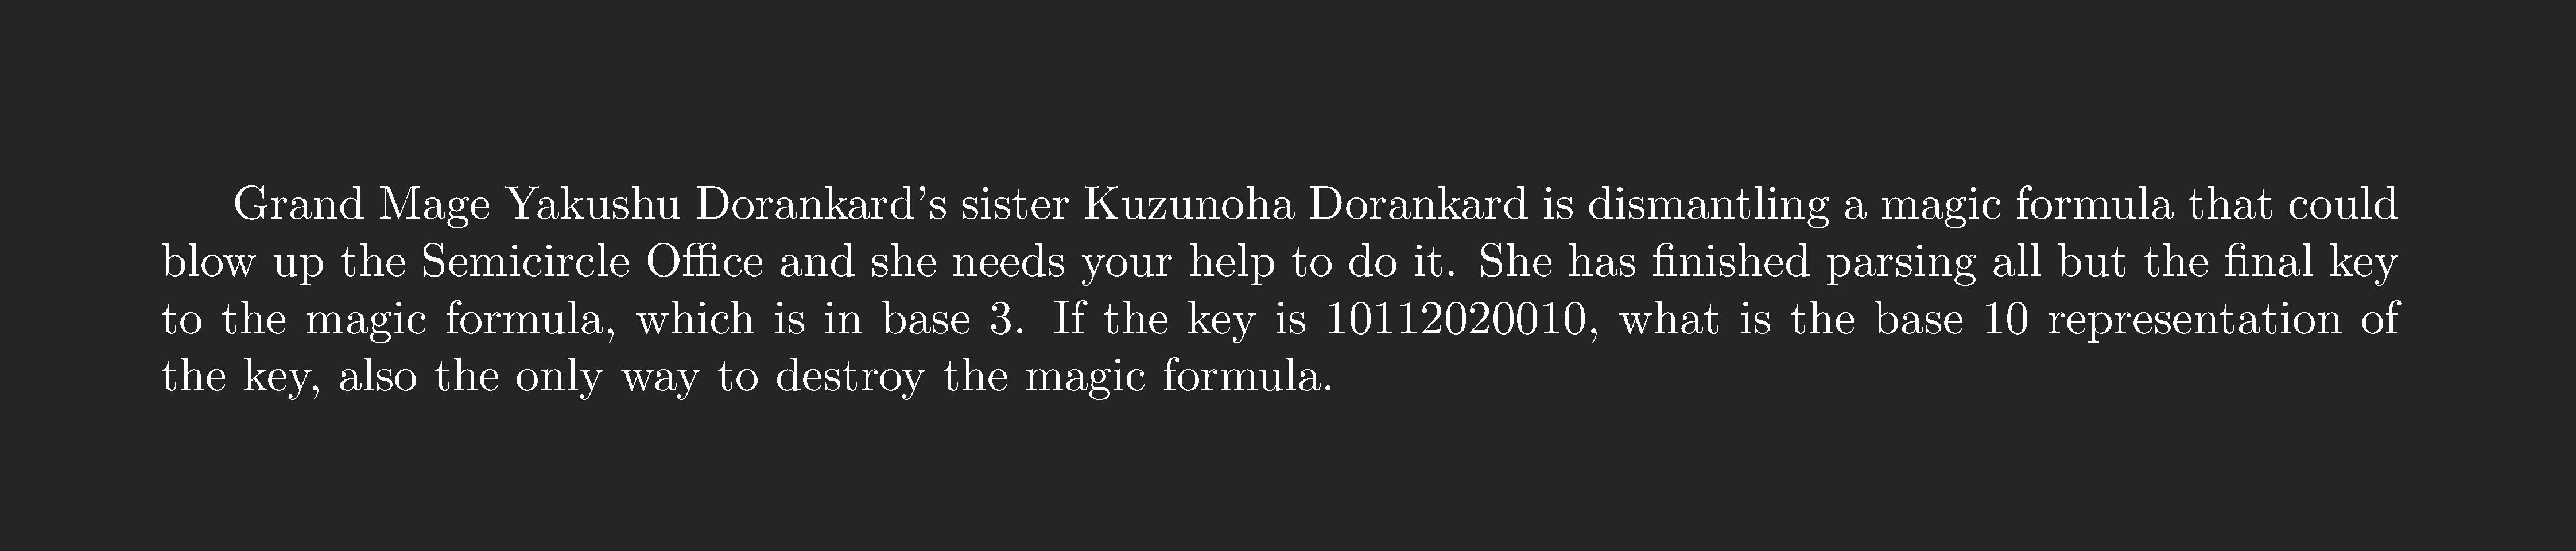 Grand Mage Yakushu Dorankard's sister Kuzunoha Dorankard is dismantling a magic formula that could
blow up the Semicircle Office and she needs your help to do it. She has finished parsing all but the final key
to the magic formula, which is in base 3. If the key is 10112020010, what is the base 10 representation of
the key, also the only way to destroy the magic formula.